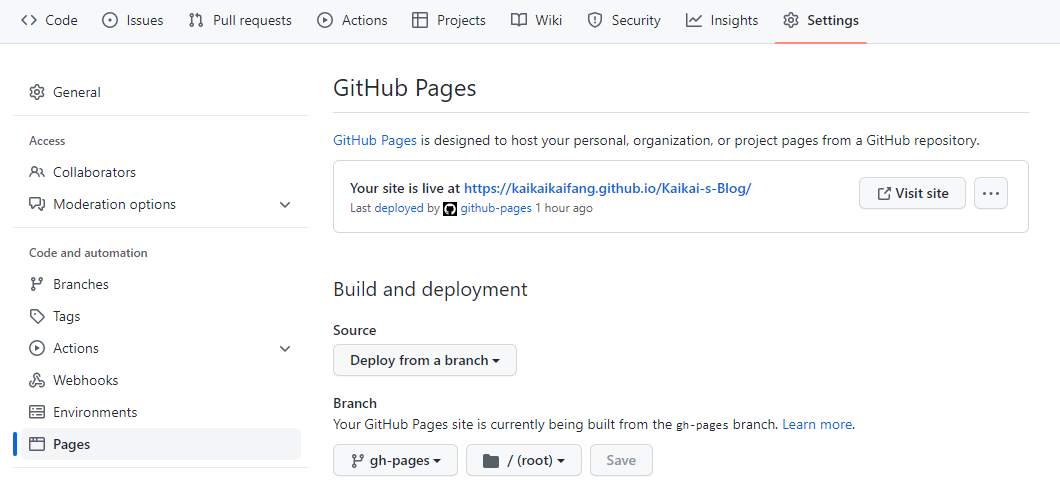 Code Issues Pull requests Actions Projects Wiki Security Insights Settings
General
Access
Collaborators
Moderation options
Code and automation
Branches
Tags
Actions
Webhooks
Environments
Pages
GitHub Pages
GitHub Pages is designed to host your personal, organization, or project pages from a GitHub repository.
Your site is live at https://kaikaikaifang.github.io/Kaikai-s-Blog/
Last deployed by github-pages 1 hour ago
Visit site
Build and deployment
Source
Deploy from a branch
Branch
Your GitHub Pages site is currently being built from the gh-pages branch. Learn more.
gh-pages / (root) Save